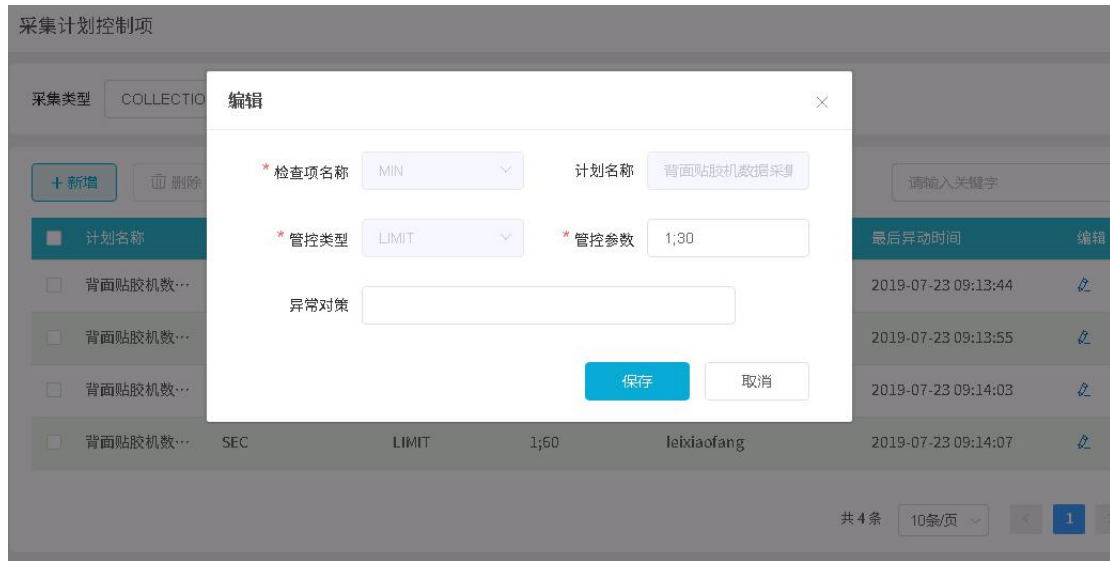 采集计划控制项
采集类型 COLLECTIO
编辑
* 检查项名称 MIN 计划名称 背面贴胶机数据采集
* 管控类型 LIMIT * 管控参数 1;30
异常对策
保存 取消
+新增 删除 请输入关键字
计划名称 最后异动时间 编辑
背面贴胶机数… 2019-07-23 09:13:44
背面贴胶机数… 2019-07-23 09:13:55
背面贴胶机数… 2019-07-23 09:14:03
背面贴胶机数… SEC LIMIT 1;60 leixiaofang 2019-07-23 09:14:07
共4条 10条/页 < 1